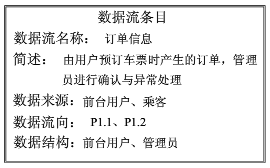 数据流条目
数据流名称： 订单信息
简述： 由用户预订车票时产生的订单，管理
员进行确认与异常处理
数据来源：前台用户、乘客
数据流向： P1.1、P1.2
数据结构：前台用户、管理员